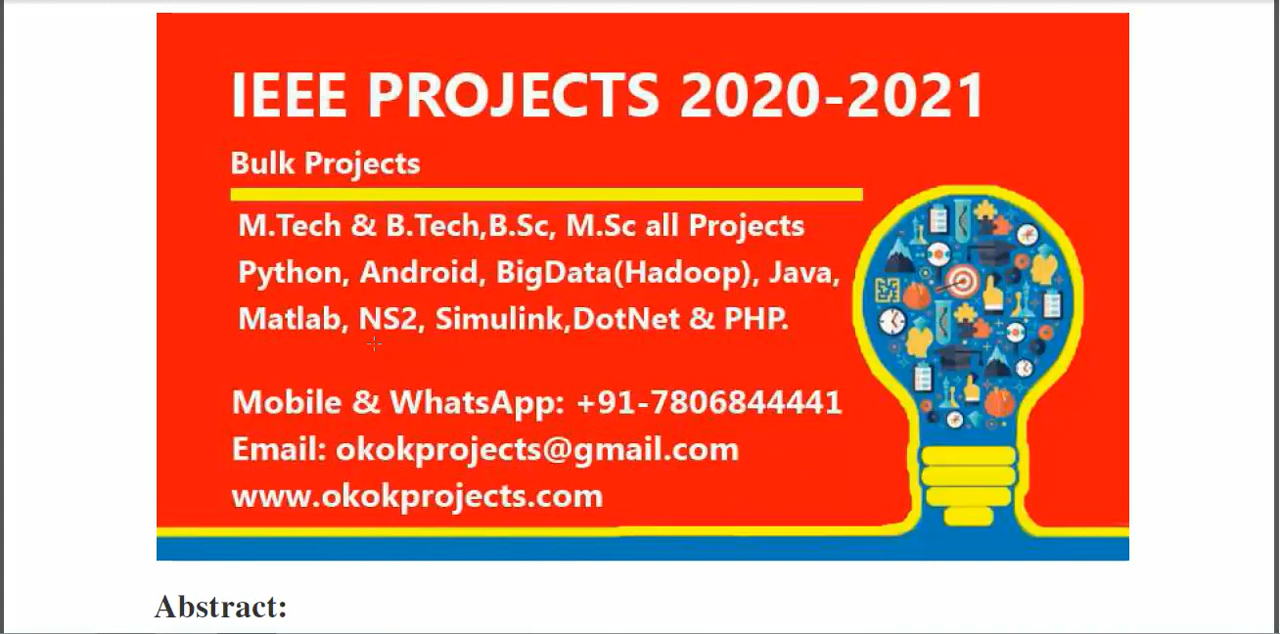 IEEE PROJECTS 2020-2021
Bulk Projects
M.Tech & B.Tech,B.Sc, M.Sc all Projects
Python, Android, BigData(Hadoop), Java,
Matlab, NS2, Simulink,DotNet & PHP.
Mobile & WhatsApp: +91-7806844441
Email: okokprojects@gmail.com
www.okokprojects.com
Abstract: